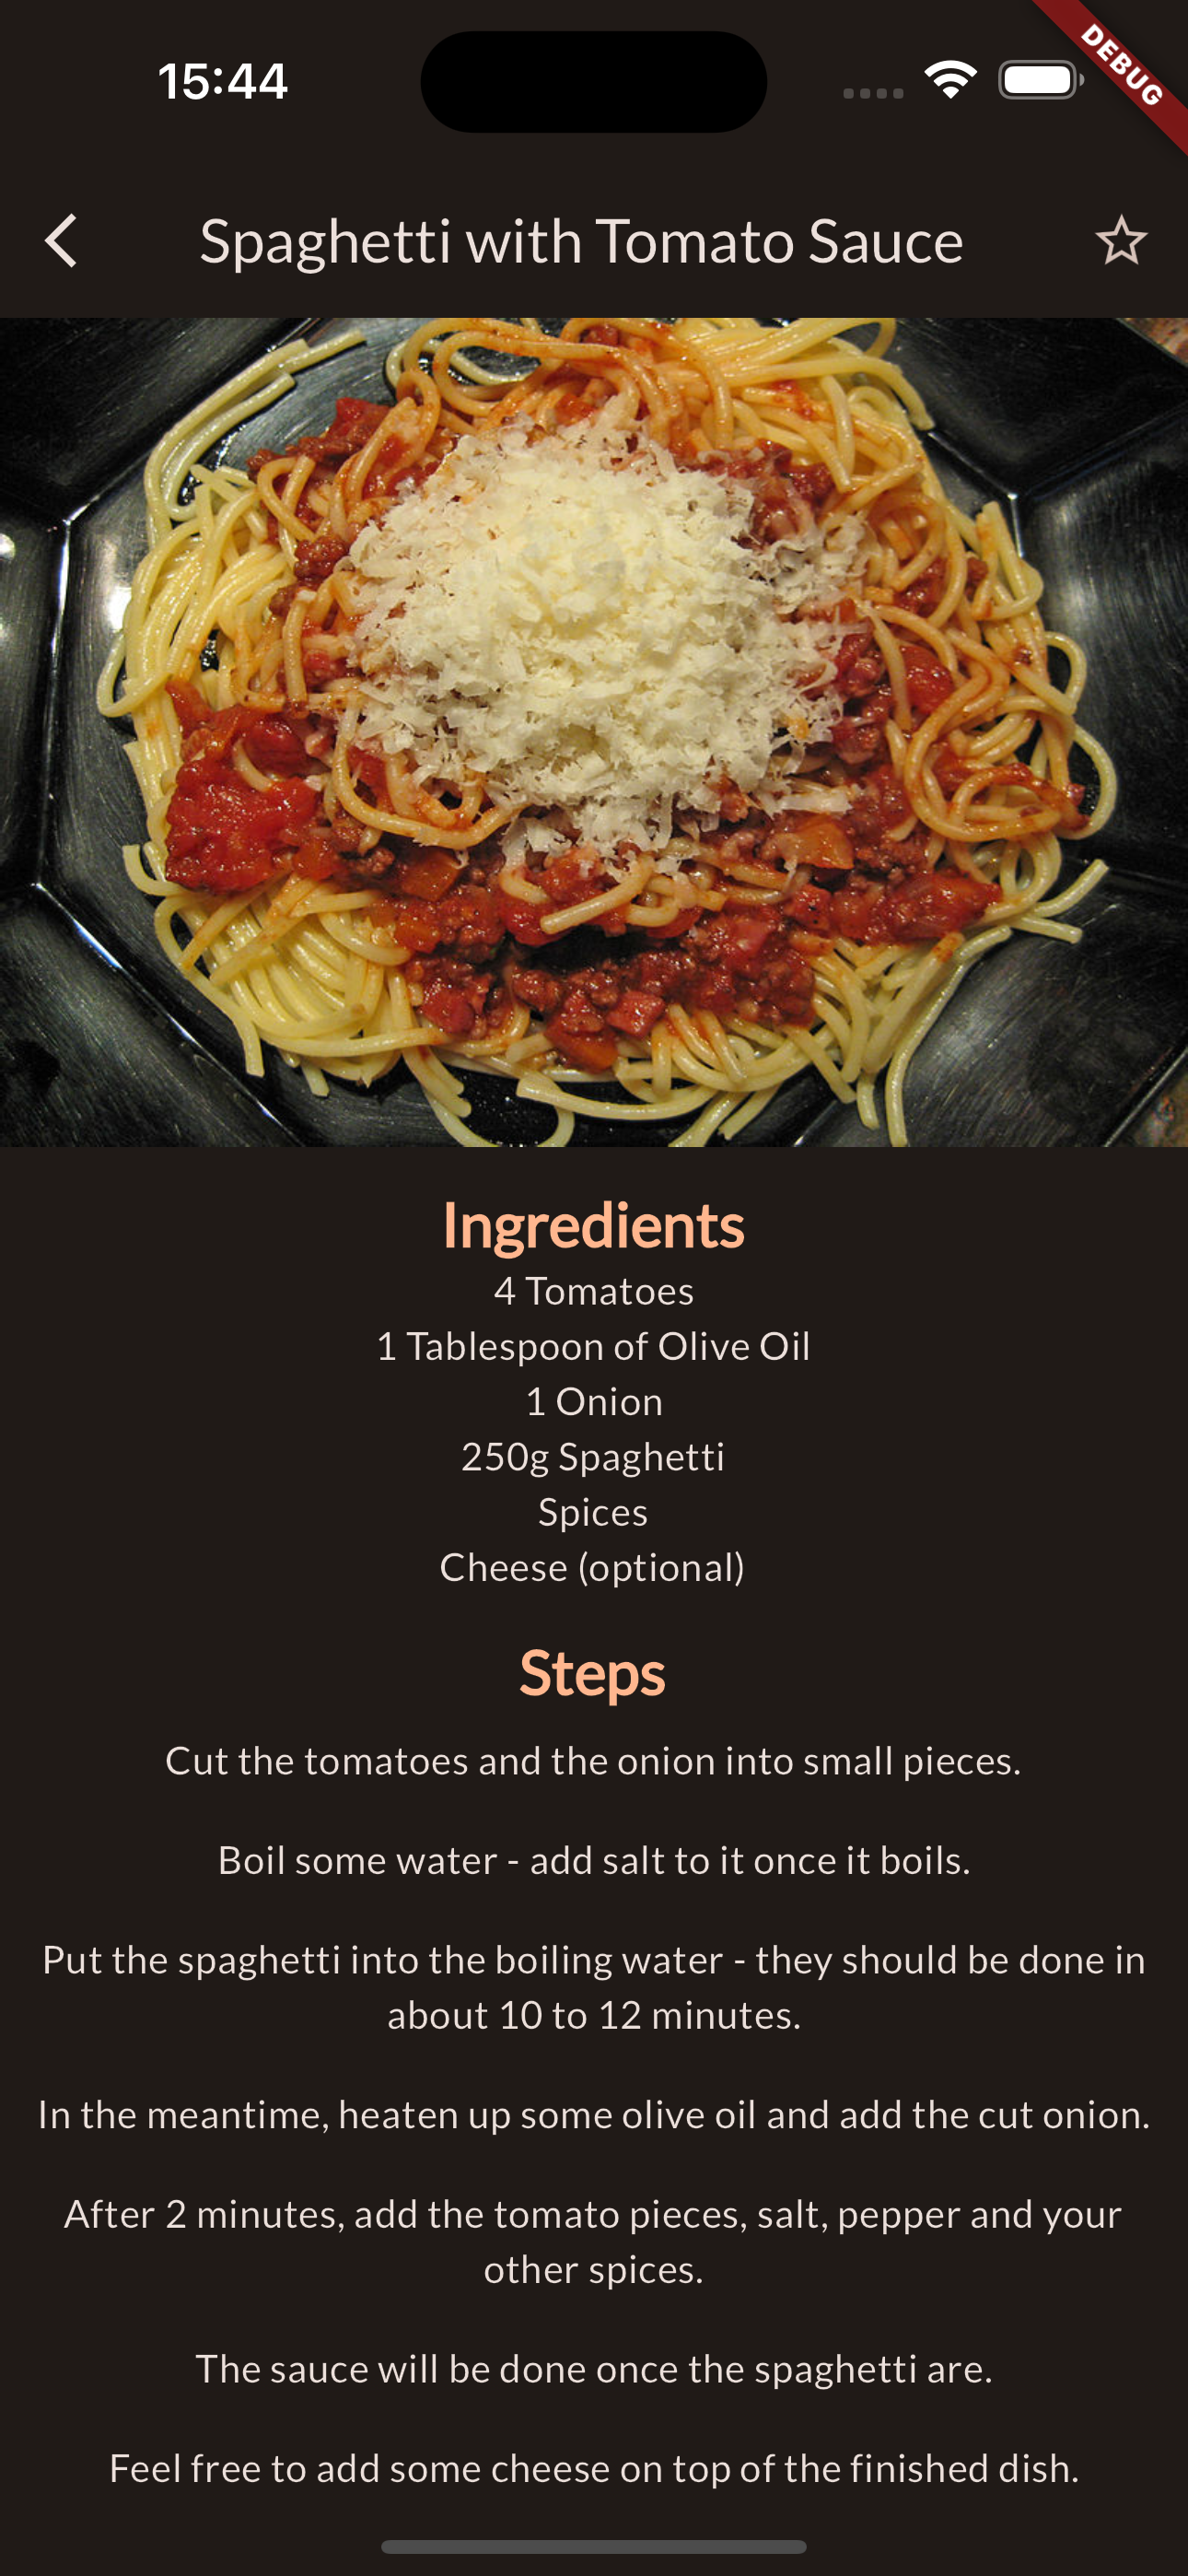 15:44
DEBUG
Spaghetti with Tomato Sauce
Ingredients
4 Tomatoes
1 Tablespoon of Olive Oil
1 Onion
250g Spaghetti
Spices
Cheese (optional)
Steps
Cut the tomatoes and the onion into small pieces.
Boil some water - add salt to it once it boils.
Put the spaghetti into the boiling water - they should be done in
about 10 to 12 minutes.
In the meantime, heaten up some olive oil and add the cut onion.
After 2 minutes, add the tomato pieces, salt, pepper and your
other spices.
The sauce will be done once the spaghetti are.
Feel free to add some cheese on top of the finished dish.